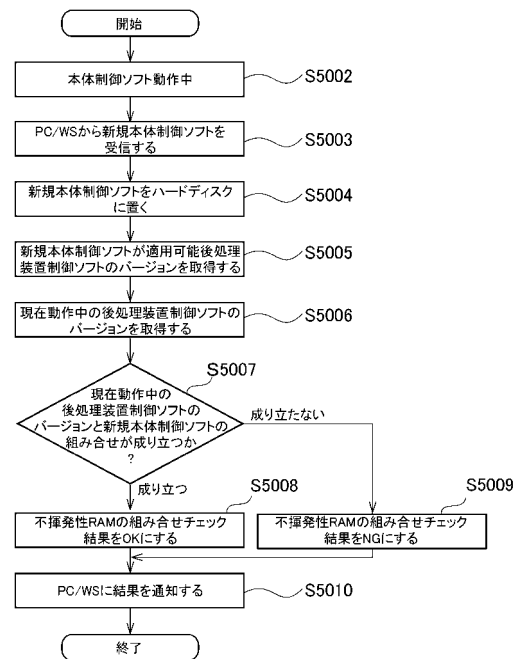 開始
本体制御ソフト動作中
S5002
PC/WSから新規本体制御ソフトを
受信する
S5003
新規本体制御ソフトをハードディスク
に置く
S5004
新規本体制御ソフトが適用可能後処理
装置制御ソフトのバージョンを取得する
S5005
現在動作中の後処理装置制御ソフトの
バージョンを取得する
S5006
S5007
現在動作中の
後処理装置制御ソフトの
バージョンと新規本体制御ソフトの
組み合せが成り立つか
?
成り立たない
成り立つ
S5008
不揮発性RAMの組み合せチェック
結果をOKにする
S5009
不揮発性RAMの組み合せチェック
結果をNGにする
PC/WSに結果を通知する
S5010
終了